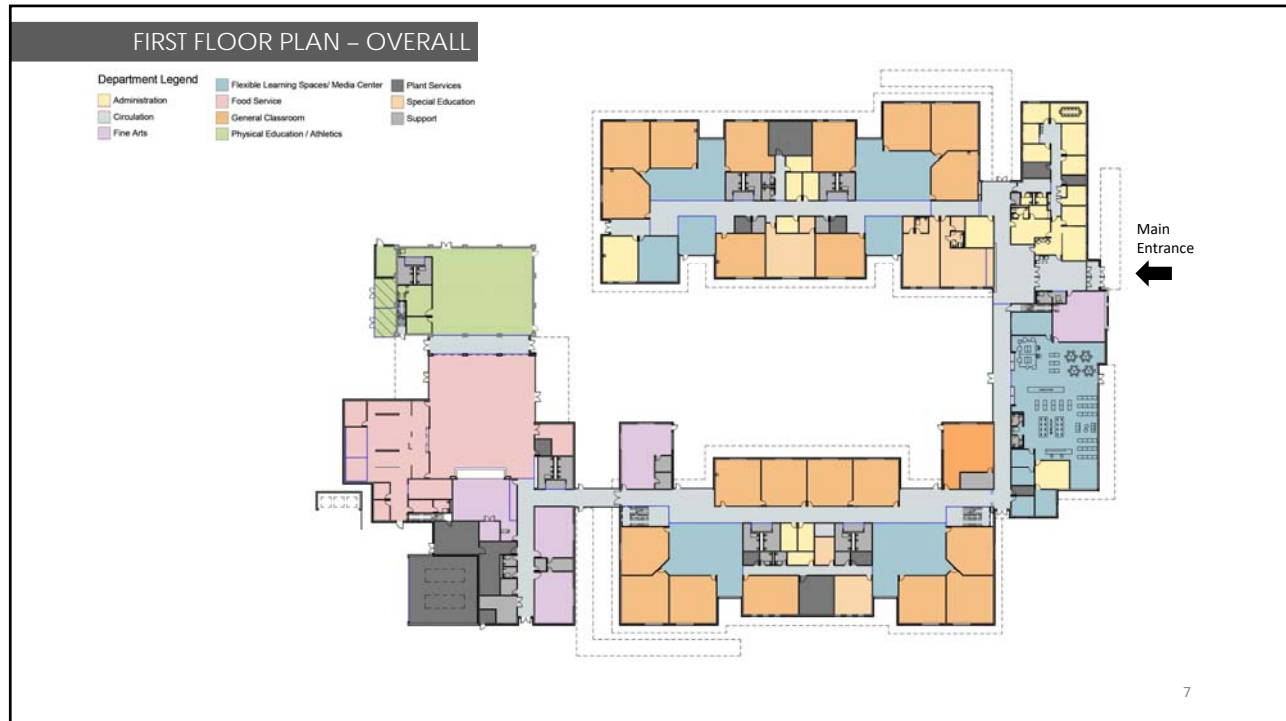 FIRST FLOOR PLAN – OVERALL
Department Legend
Administration
Circulation
Fine Arts
Flexible Learning Spaces/ Media Center
Food Service
General Classroom
Physical Education / Athletics
Plant Services
Special Education
Support
Main
Entrance
7